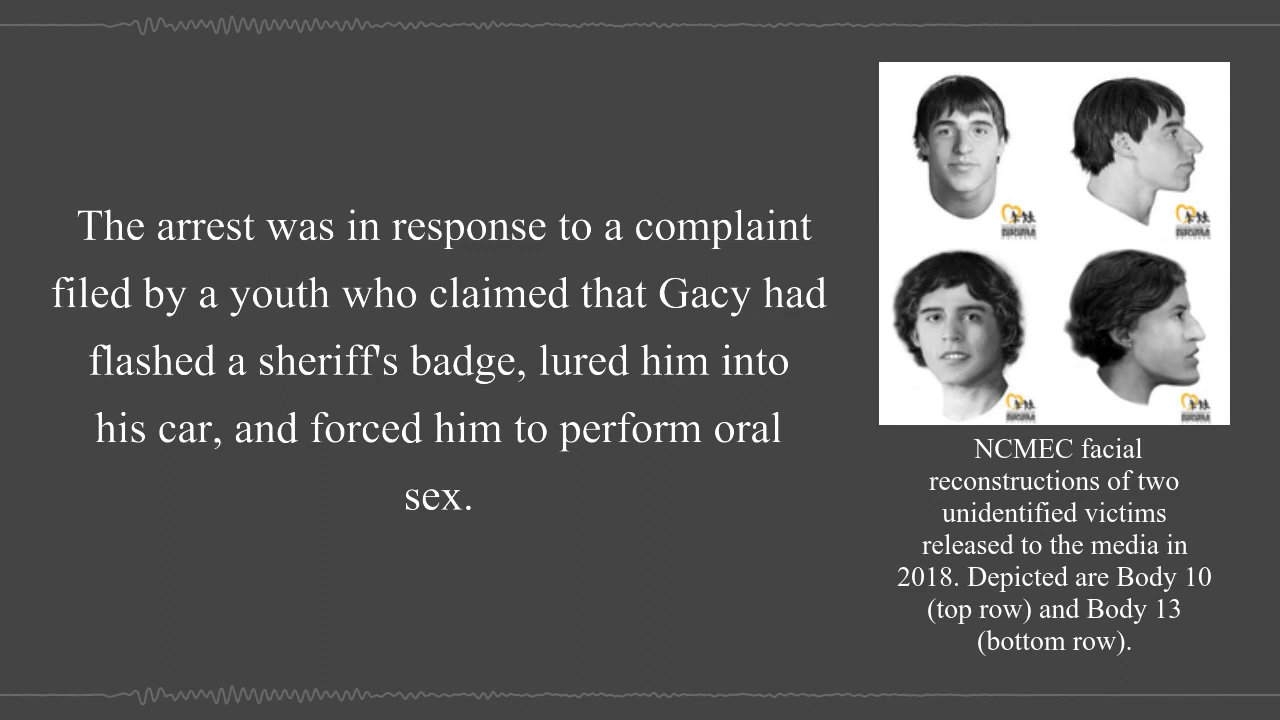 The arrest was in response to a complaint
filed by a youth who claimed that Gacy had
flashed a sheriff's badge, lured him into
his car, and forced him to perform oral
sex.
NCMEC facial
reconstructions of two
unidentified victims
released to the media in
2018. Depicted are Body 10
(top row) and Body 13
(bottom row).